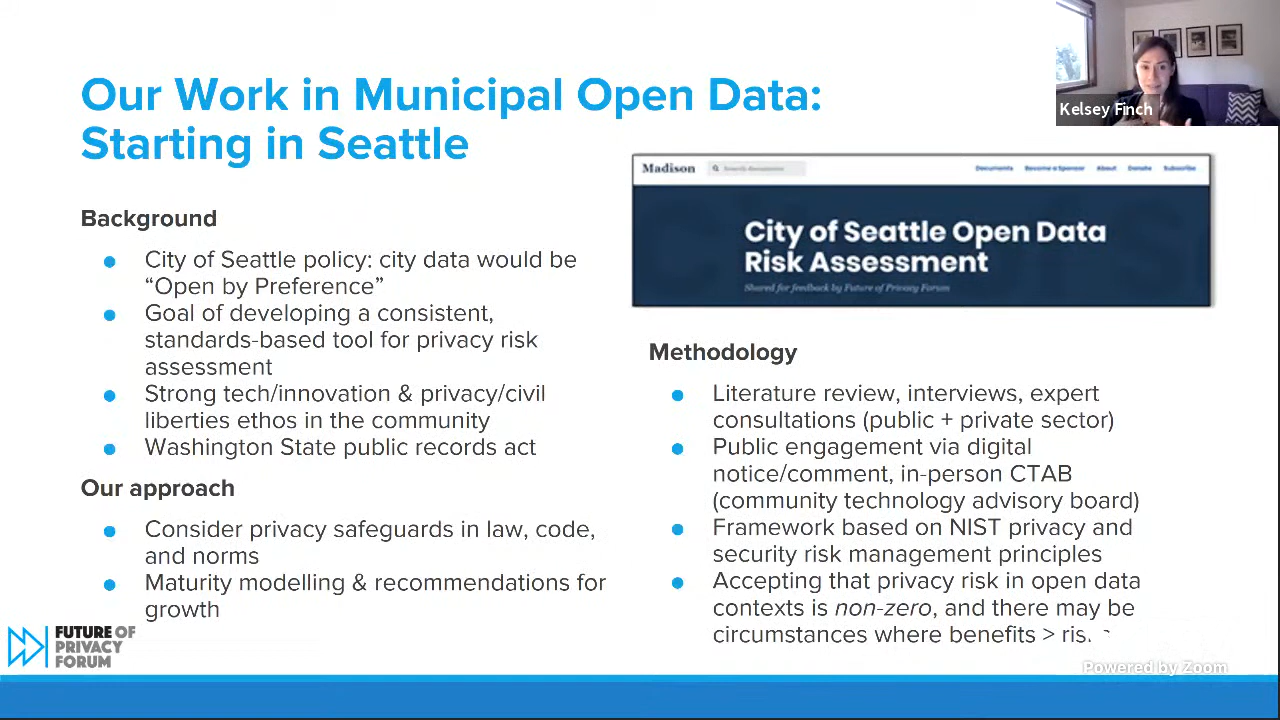 Our Work in Municipal Open Data:
Starting in Seattle
Kelsey Finch
Background
City of Seattle policy: city data would be
“Open by Preference”
Goal of developing a consistent,
standards-based tool for privacy risk
assessment
Strong tech/innovation & privacy/civil
liberties ethos in the community
Washington State public records act
Our approach
Consider privacy safeguards in law, code,
and norms
Maturity modelling & recommendations for
growth
Madison
Documents Become a Sponsor About Donate Subscribe
City of Seattle Open Data
Risk Assessment
Shared for feedback by Future of Privacy Forum
Methodology
Literature review, interviews, expert
consultations (public + private sector)
Public engagement via digital
notice/comment, in-person CTAB
(community technology advisory board)
Framework based on NIST privacy and
security risk management principles
Accepting that privacy risk in open data
contexts is non-zero, and there may be
circumstances where benefits >
FUTURE OF
PRIVACY
FORUM
Powered by Zoom